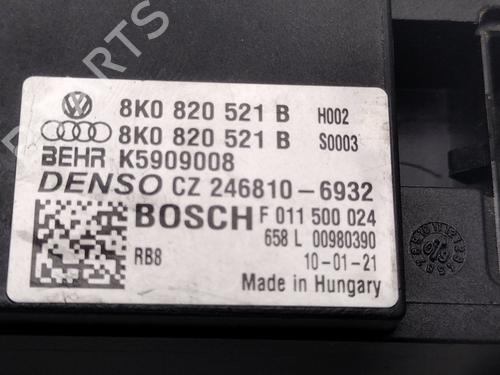 8K0 820 521 B H002
8K0 820 521 B S0003
BEHR K5909008
DENSO CZ 246810-6932
BOSCH F 011 500 024
658 L 00980390
RB8 10-01-21
Made in Hungary